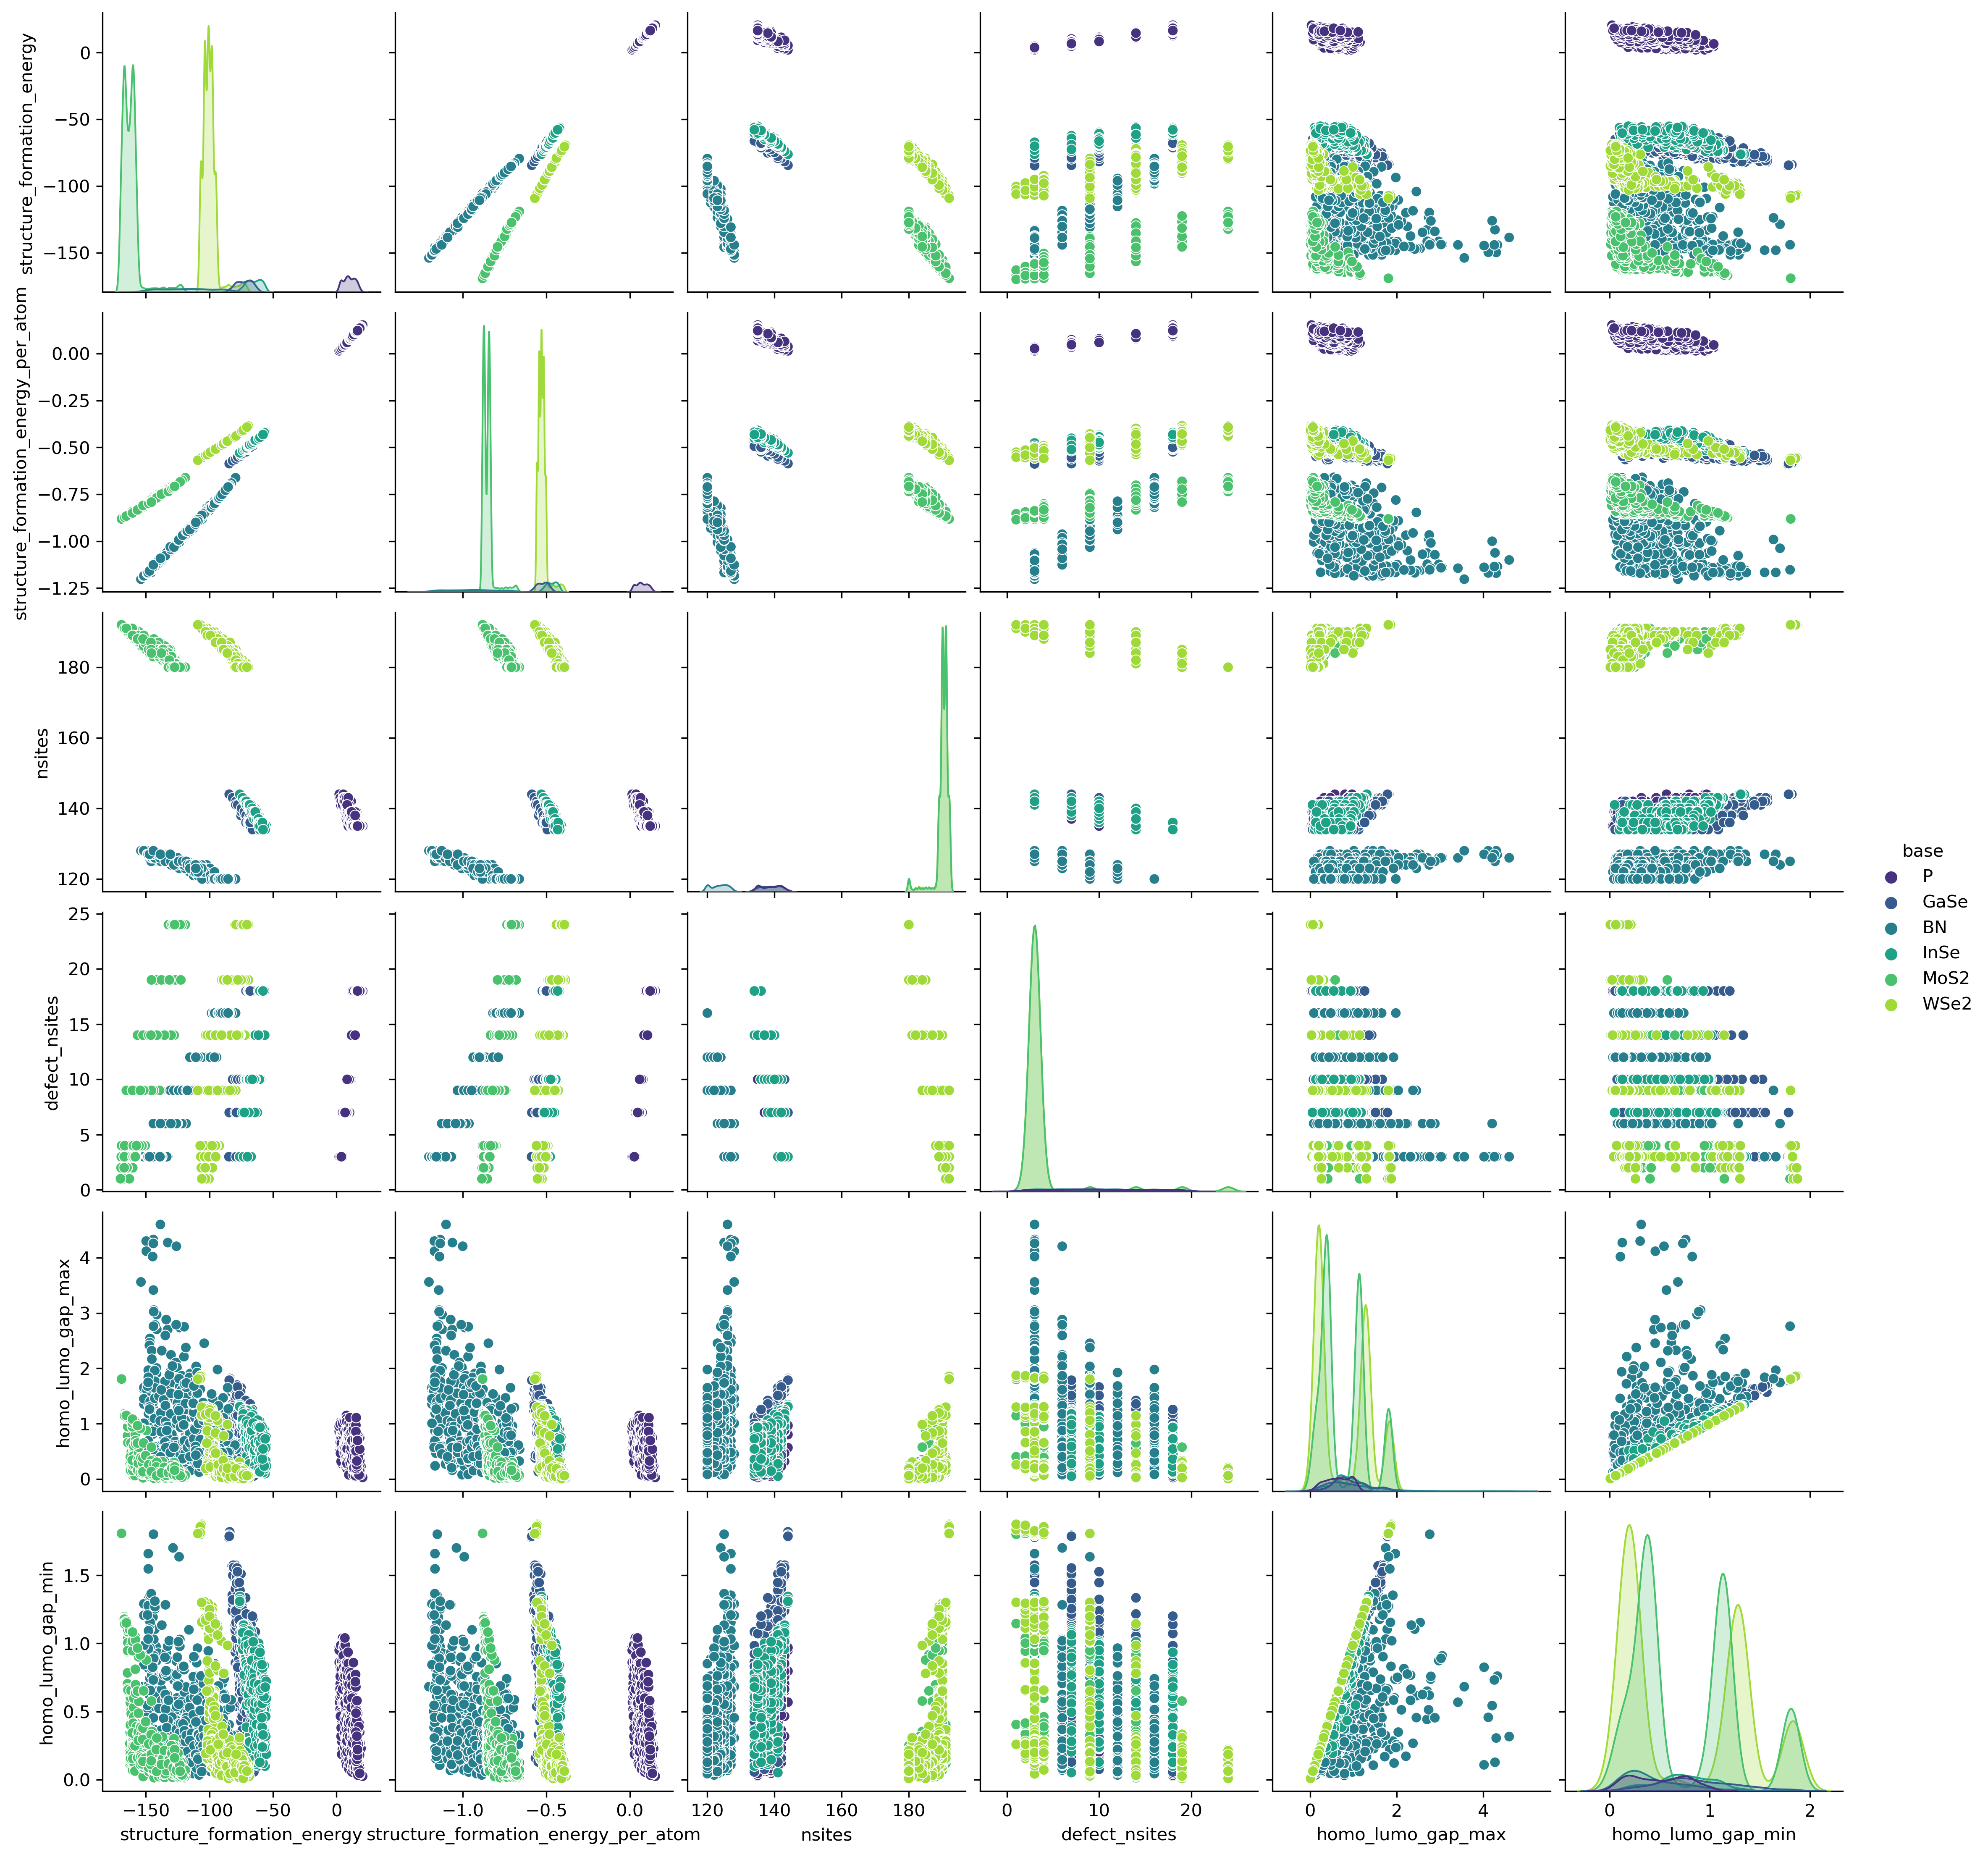 structure_formation_energy
0
−50
−100
−150
structure_formation_energy_per_atom
0.00
−0.25
−0.50
−0.75
−1.00
−1.25
nsites
180
160
140
120
defect_nsites
25
20
15
10
5
0
homo_lumo_gap_max
4
3
2
1
0
homo_lumo_gap_min
1.5
1.0
0.5
0.0
−150 −100 −50 0
structure_formation_energy
−1.0 −0.5 0.0
structure_formation_energy_per_atom
120 140 160 180
nsites
0 10 20
defect_nsites
0 2 4
homo_lumo_gap_max
0 1 2
homo_lumo_gap_min
base
P
GaSe
BN
InSe
MoS2
WSe2